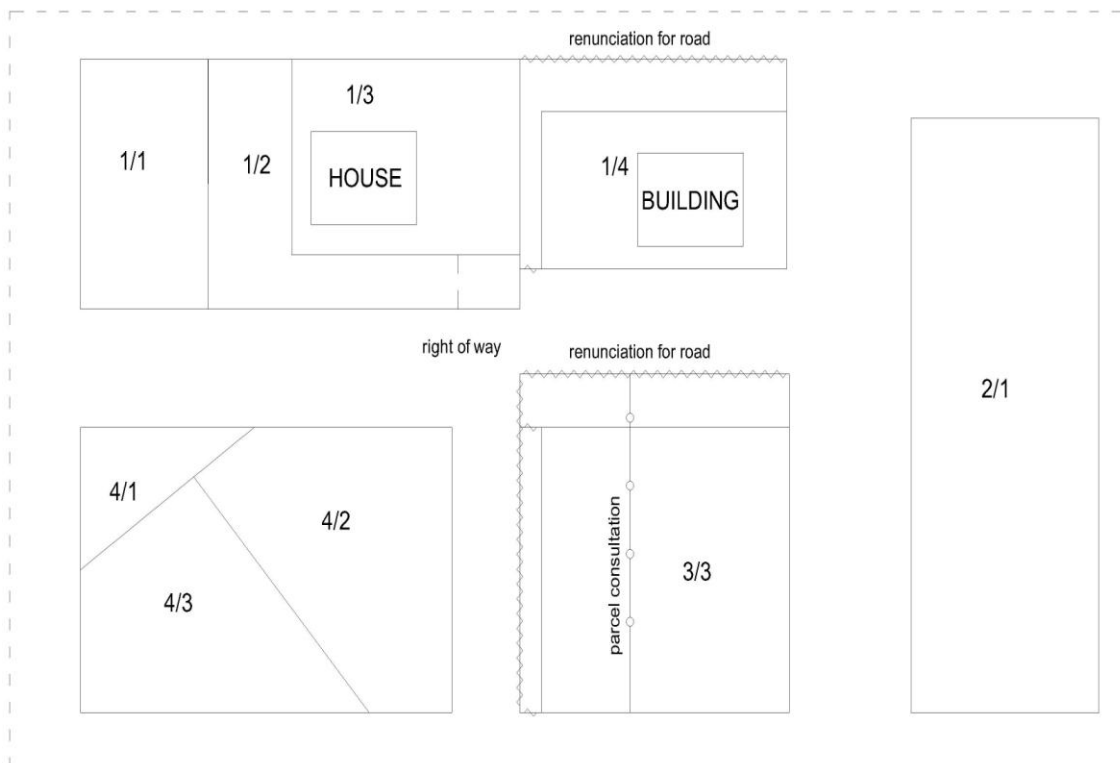 renunciation for road
1/1
1/2
1/3
HOUSE
1/4
BUILDING
right of way
renunciation for road
2/1
4/1
4/2
4/3
parcel consultation
3/3